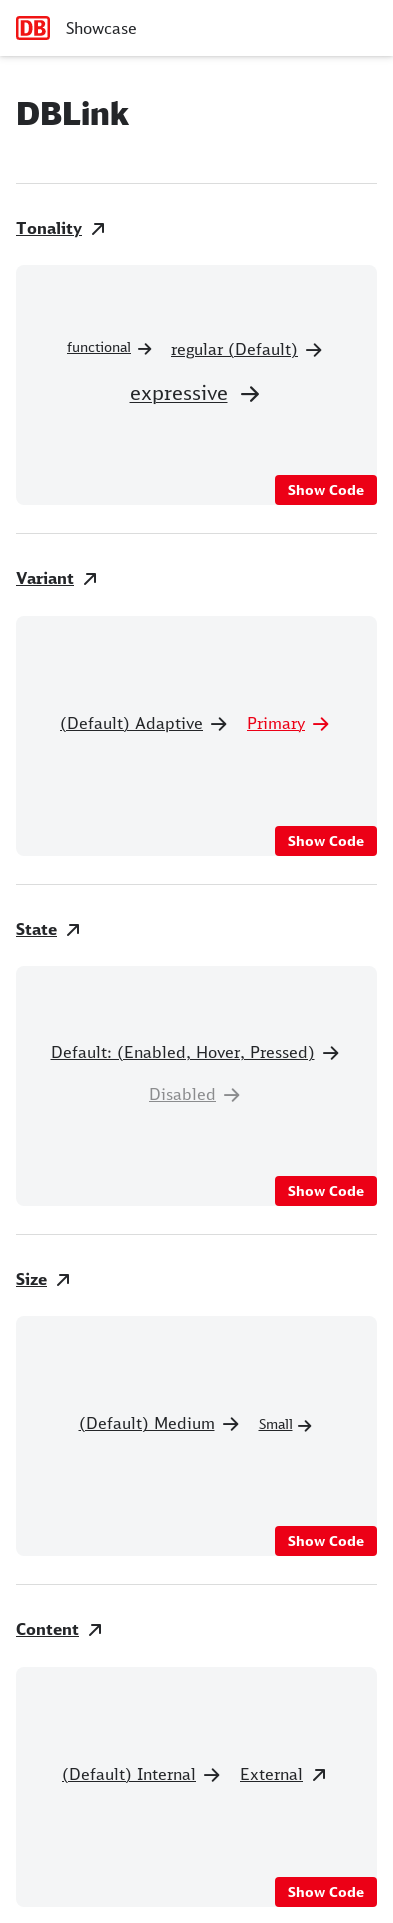 DB Showcase
DBLink
Tonality
functional regular (Default)
expressive
Show Code
Variant
(Default) Adaptive Primary
Show Code
State
Default: (Enabled, Hover, Pressed)
Disabled
Show Code
Size
(Default) Medium Small
Show Code
Content
(Default) Internal External
Show Code